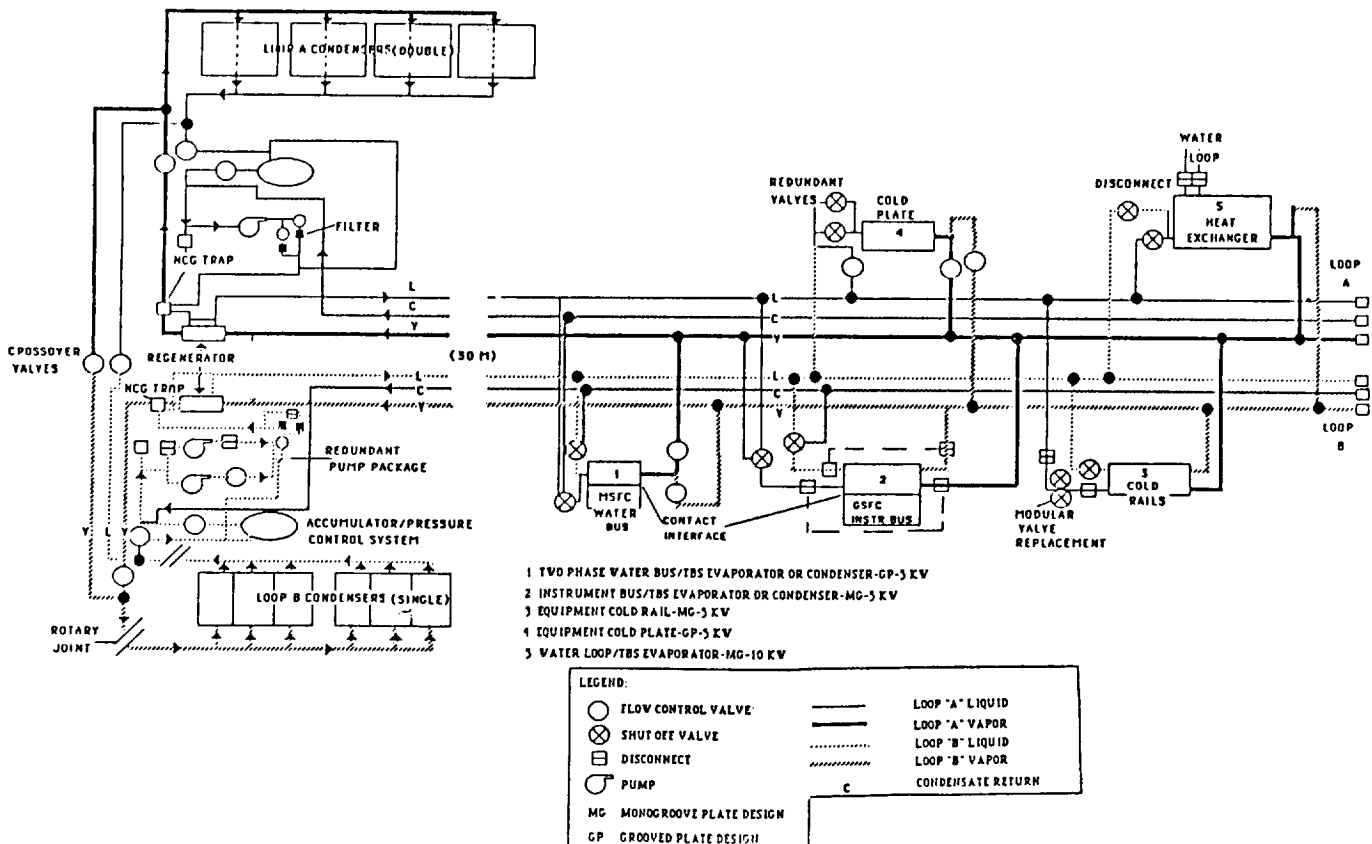 LOOP A CONDENSERS (DOUBLE)
FILTER
NCG TRAP
L
C
V
CROSSOVER
VALVES
REGENERATOR
NCG TRAP
(30 M)
L
C
V
REDUNDANT
PUMP PACKAGE
V
L
V
ACCUMULATOR/PRESSURE
CONTROL SYSTEM
LOOP B CONDENSERS (SINGLE)
ROTARY
JOINT
REDUNDANT
VALVES
COLD
PLATE
4
WATER
LOOP
DISCONNECT
5
HEAT
EXCHANGER
LOOP
A
L
C
V
L
C
V
LOOP
B
1
MSFC
WATER
BUS
CONTACT
INTERFACE
2
GSFC
INSTR BUS
3
COLD
RAILS
MODULAR
VALVE
REPLACEMENT
1 TWO PHASE WATER BUS/TBS EVAPORATOR OR CONDENSER-GP-5 KW
2 INSTRUMENT BUS/TBS EVAPORATOR OR CONDENSER-MG-5 KW
3 EQUIPMENT COLD RAIL-MG-5 KW
4 EQUIPMENT COLD PLATE-GP-5 KW
5 WATER LOOP/TBS EVAPORATOR-MG-10 KW
LEGEND:
FLOW CONTROL VALVE
SHUT OFF VALVE
DISCONNECT
PUMP
MG MONOGROOVE PLATE DESIGN
GP GROOVED PLATE DESIGN
LOOP "A" LIQUID
LOOP "A" VAPOR
LOOP "B" LIQUID
LOOP "B" VAPOR
C CONDENSATE RETURN